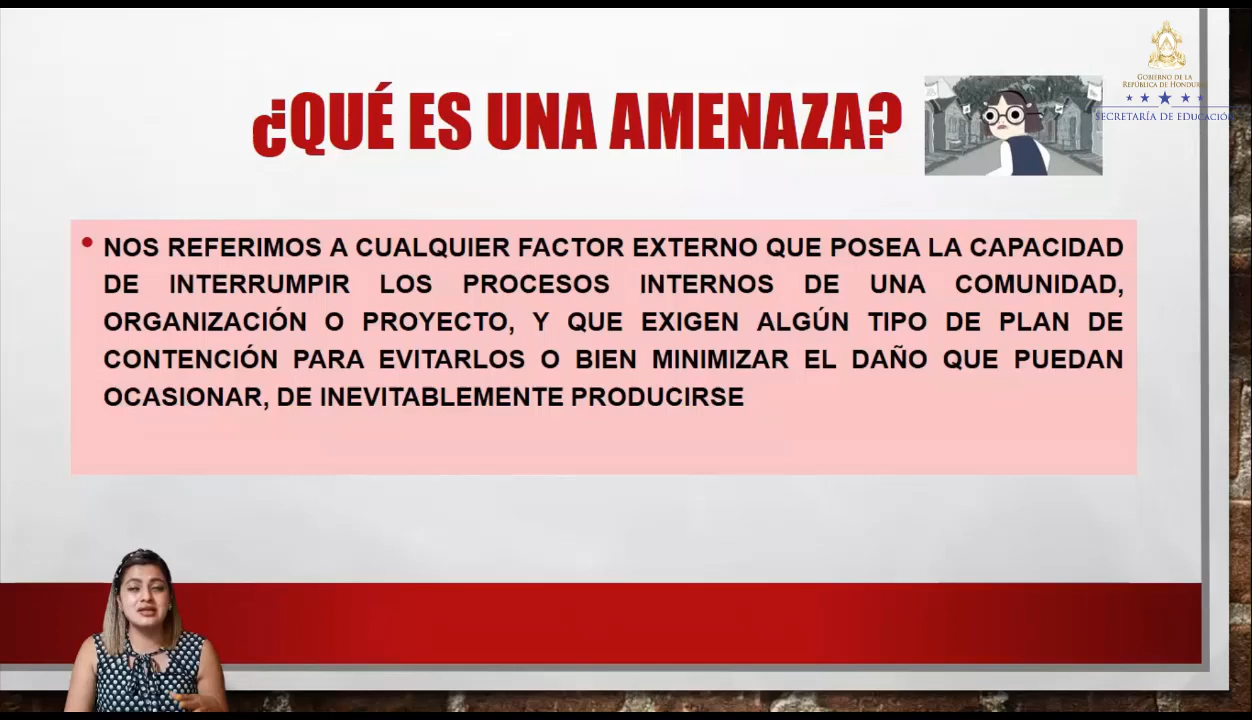 ¿QUÉ ES UNA AMENAZA?
GOBIERNO DE LA
REPÚBLICA DE HONDURAS
SECRETARÍA DE EDUCACIÓN
• NOS REFERIMOS A CUALQUIER FACTOR EXTERNO QUE POSEA LA CAPACIDAD
DE INTERRUMPIR LOS PROCESOS INTERNOS DE UNA COMUNIDAD,
ORGANIZACIÓN O PROYECTO, Y QUE EXIGEN ALGÚN TIPO DE PLAN DE
CONTENCIÓN PARA EVITARLOS O BIEN MINIMIZAR EL DAÑO QUE PUEDAN
OCASIONAR, DE INEVITABLEMENTE PRODUCIRSE